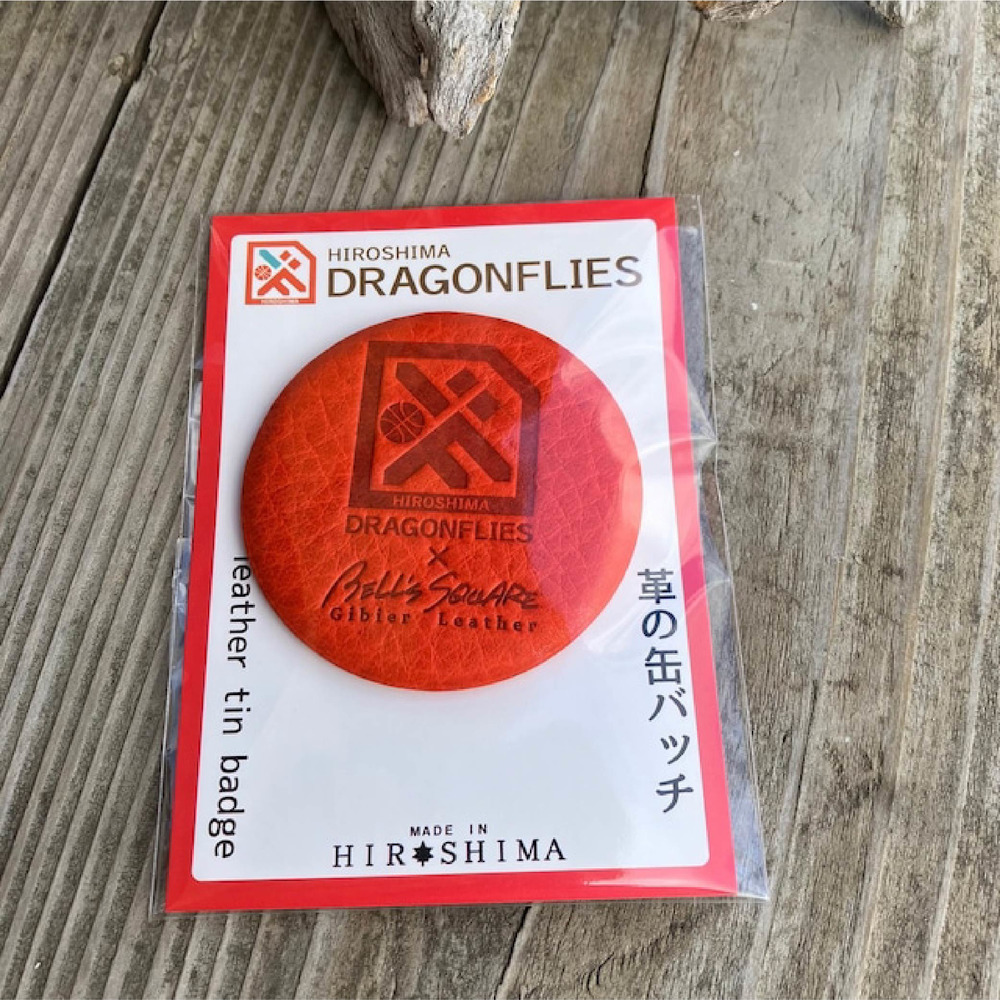 HIROSHIMA
DRAGONFLIES
HIROSHIMA
HIROSHIMA
DRAGONFLIES
×
BELL's SQUARE
Gibier Leather
leather tin badge
革の缶バッチ
MADE IN
HIROSHIMA